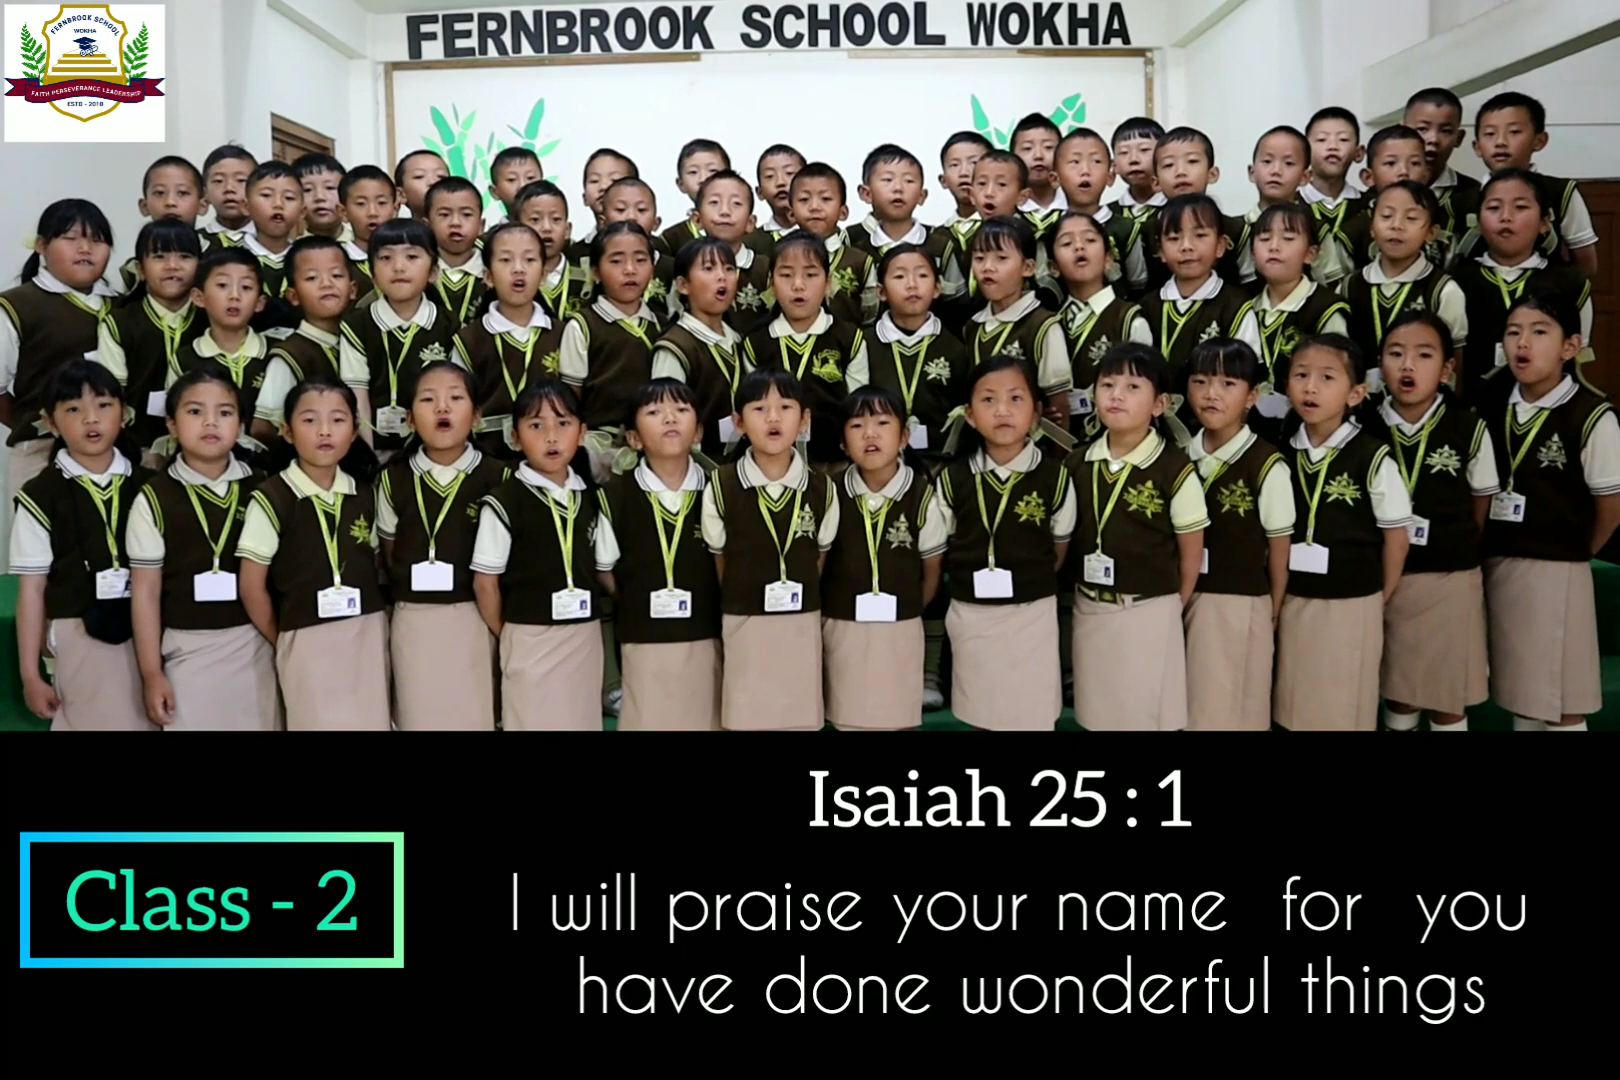 FERNBROOK SCHOOL
WOKHA
FAITH PERSEVERANCE LEADERSHIP
ESTD - 2010
FERNBROOK SCHOOL WOKHA
Isaiah 25 : 1
Class - 2
I will praise your name for you
have done wonderful things